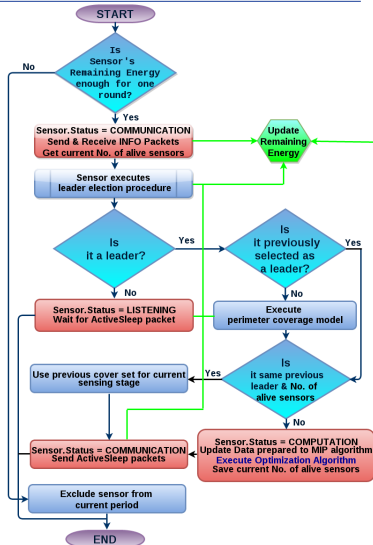 START
Is
Sensor's
Remaining Energy
enough for one
round?
No
Yes
Sensor.Status = COMMUNICATION
Send & Receive INFO Packets
Get current No. of alive sensors
Update
Remaining
Energy
Sensor executes
leader election procedure
Is
it a leader?
Yes
No
Is
it previously
selected as
a leader?
Yes
No
Sensor.Status = LISTENING
Wait for ActiveSleep packet
Execute
perimeter coverage model
Is
it same previous
leader & No. of
alive sensors
Yes
No
Use previous cover set for current
sensing stage
Sensor.Status = COMMUNICATION
Send ActiveSleep packets
Sensor.Status = COMPUTATION
Update Data prepared to MIP algorithm
Execute Optimization Algorithm
Save current No. of alive sensors
Exclude sensor from
current period
END